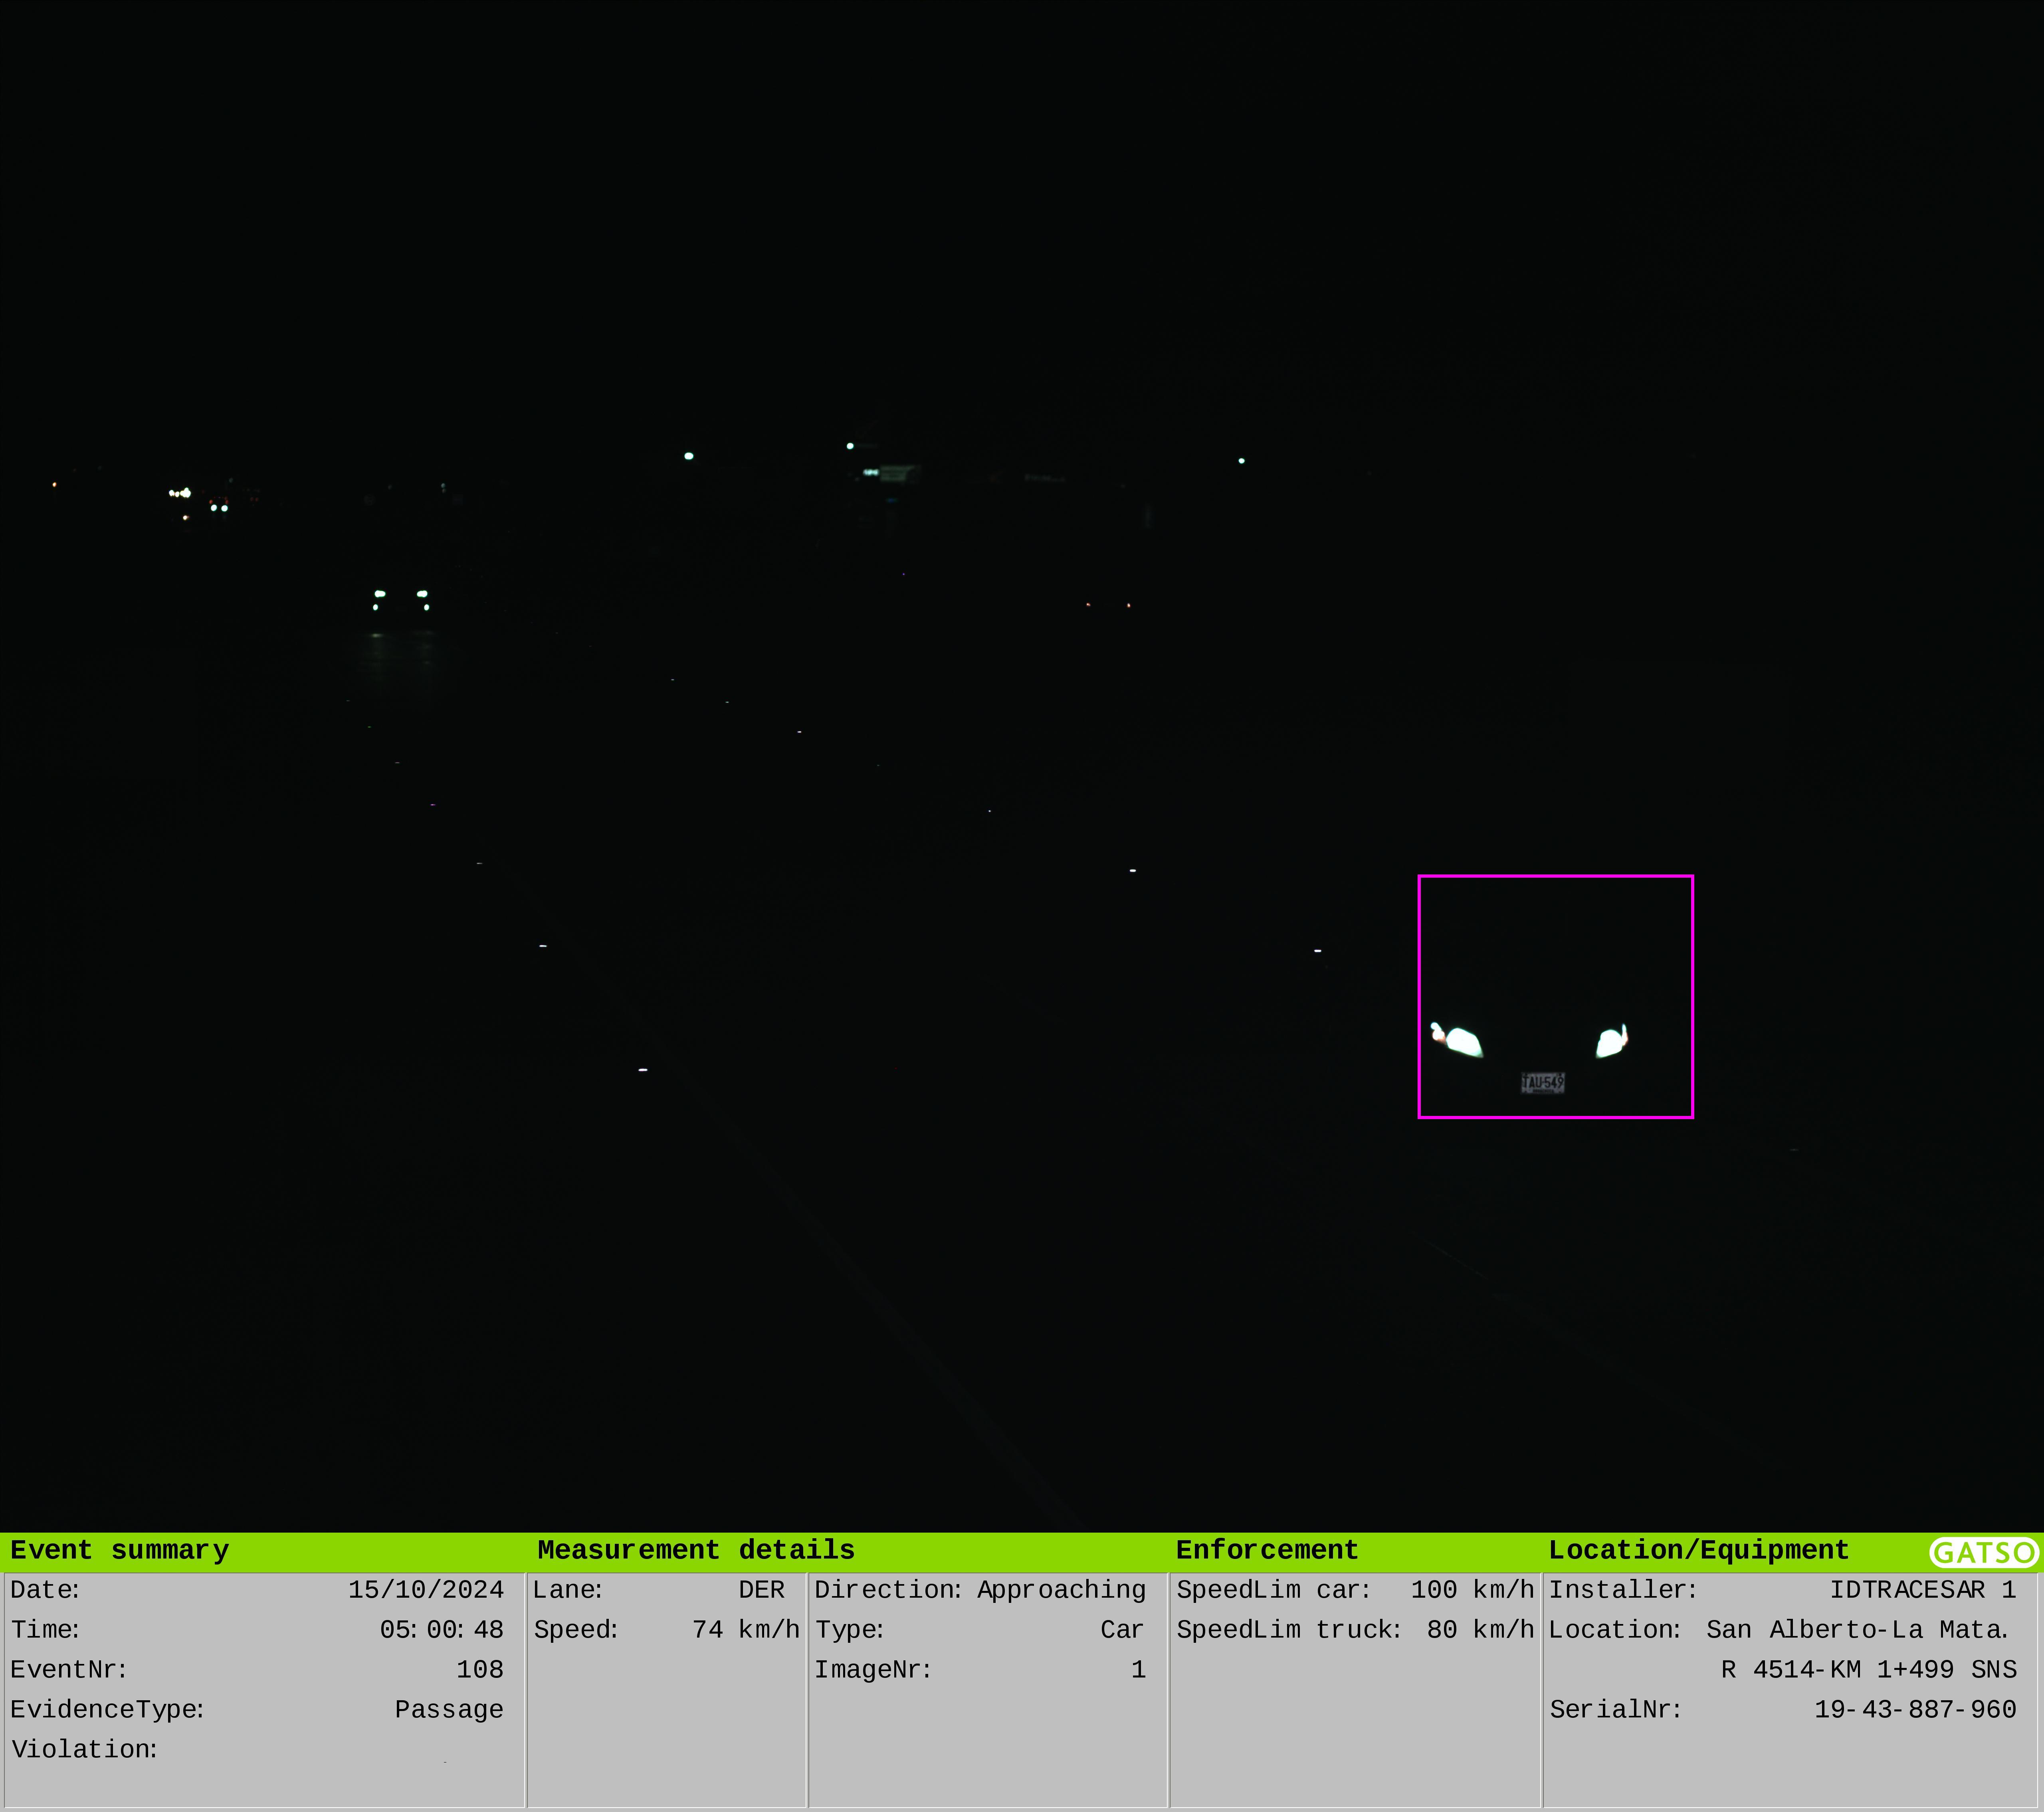 TAU549
Event summary Measurement details Enforcement Location/Equipment GATSO
Date: 15/10/2024 Lane: DER Direction: Approaching SpeedLim car: 100 km/h Installer: IDTRACESAR 1
Time: 05:00:48 Speed: 74 km/h Type: Car SpeedLim truck: 80 km/h Location: San Alberto-La Mata.
EventNr: 108 ImageNr: 1 R 4514-KM 1+499 SNS
EvidenceType: Passage SerialNr: 19-43-887-960
Violation: